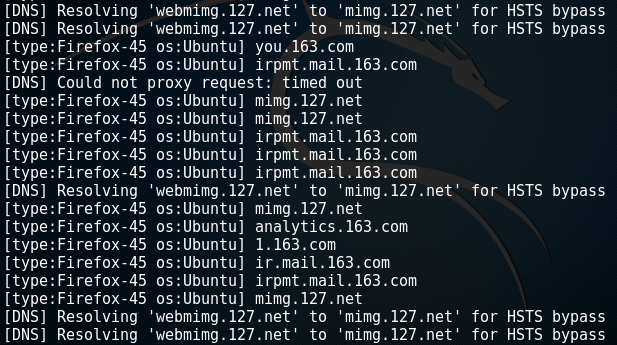 [DNS] Resolving 'webmimg.127.net' to 'mimg.127.net' for HSTS bypass
[DNS] Resolving 'webmimg.127.net' to 'mimg.127.net' for HSTS bypass
[type:Firefox-45 os:Ubuntu] you.163.com
[type:Firefox-45 os:Ubuntu] irpmt.mail.163.com
[DNS] Could not proxy request: timed out
[type:Firefox-45 os:Ubuntu] mimg.127.net
[type:Firefox-45 os:Ubuntu] mimg.127.net
[type:Firefox-45 os:Ubuntu] irpmt.mail.163.com
[type:Firefox-45 os:Ubuntu] irpmt.mail.163.com
[type:Firefox-45 os:Ubuntu] irpmt.mail.163.com
[DNS] Resolving 'webmimg.127.net' to 'mimg.127.net' for HSTS bypass
[type:Firefox-45 os:Ubuntu] mimg.127.net
[type:Firefox-45 os:Ubuntu] analytics.163.com
[type:Firefox-45 os:Ubuntu] 1.163.com
[type:Firefox-45 os:Ubuntu] ir.mail.163.com
[type:Firefox-45 os:Ubuntu] irpmt.mail.163.com
[type:Firefox-45 os:Ubuntu] mimg.127.net
[DNS] Resolving 'webmimg.127.net' to 'mimg.127.net' for HSTS bypass
[DNS] Resolving 'webmimg.127.net' to 'mimg.127.net' for HSTS bypass